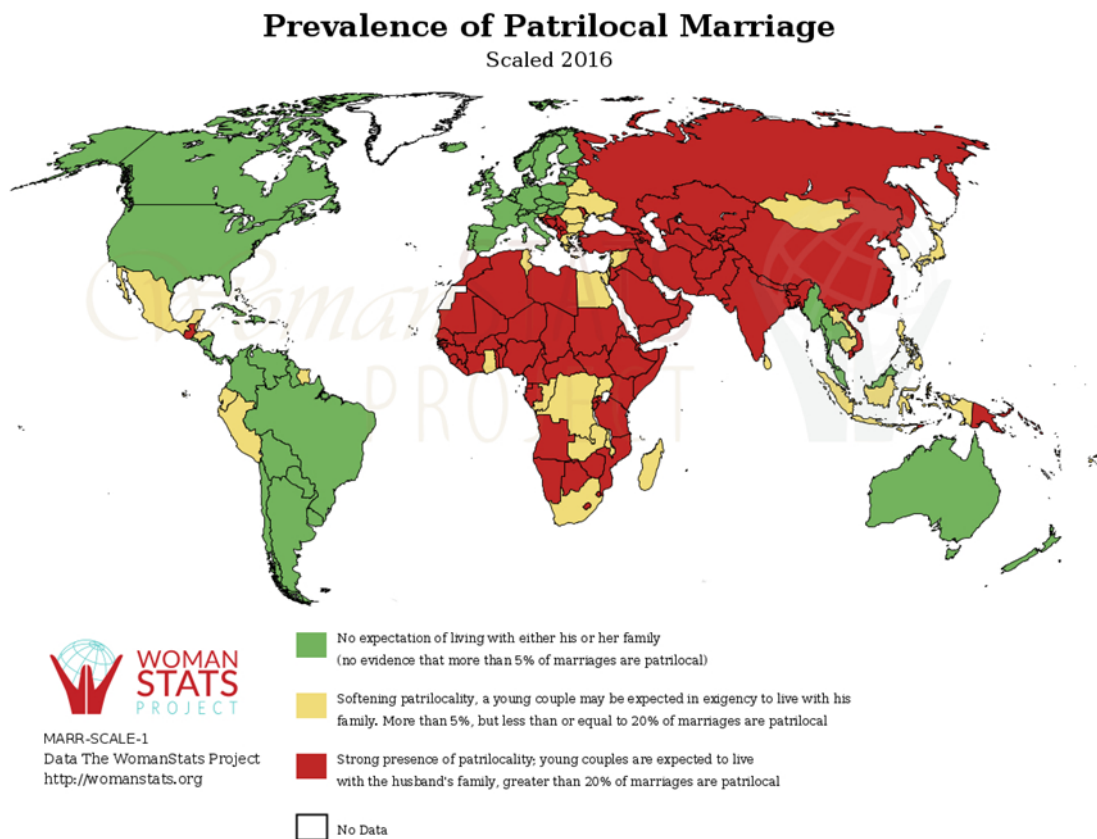 Prevalence of Patrilocal Marriage
Scaled 2016
Woman STATS
PROJECT
No expectation of living with either his or her family
(no evidence that more than 5% of marriages are patrilocal)
Softening patrilocality, a young couple may be expected in exigency to live with his
family. More than 5%, but less than or equal to 20% of marriages are patrilocal
Strong presence of patrilocality; young couples are expected to live
with the husband's family, greater than 20% of marriages are patrilocal
No Data
WOMAN
STATS
PROJECT
MARR-SCALE-1
Data The WomanStats Project
http://womanstats.org